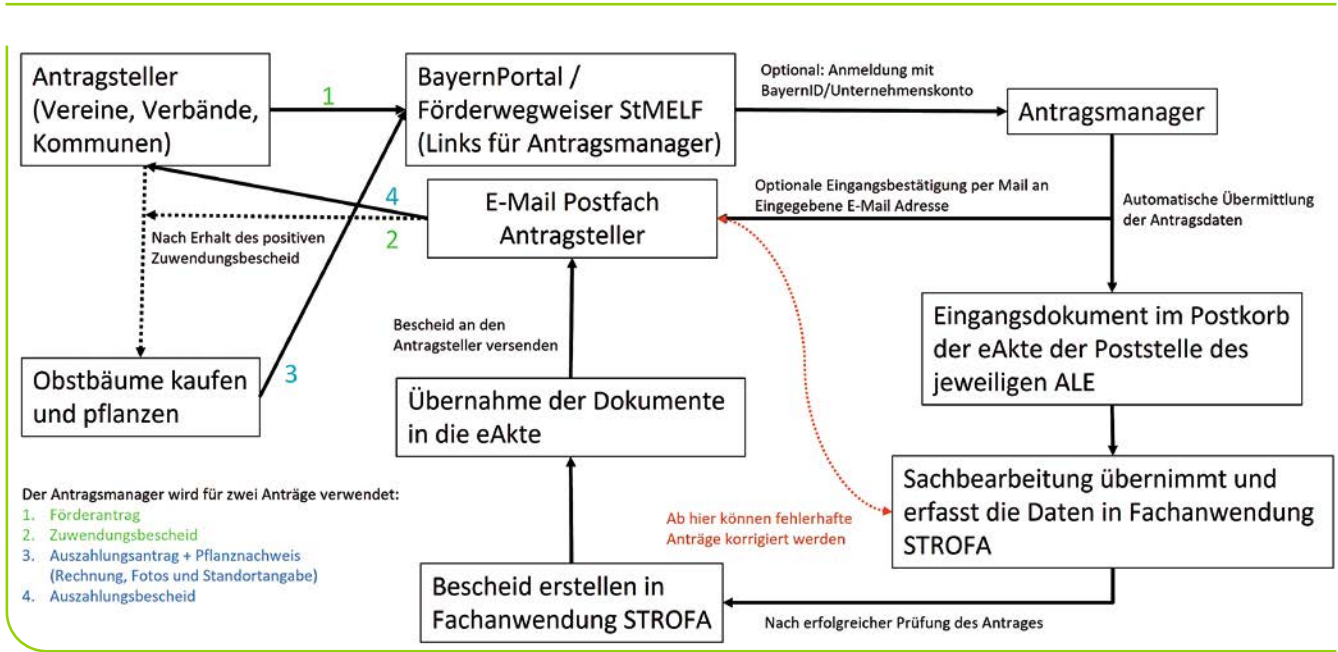 Antragsteller
(Vereine, Verbände,
Kommunen)
1
BayernPortal /
Förderwegweiser StMELF
(Links für Antragsmanager)
Optional: Anmeldung mit
BayernID/Unternehmenskonto
Antragsmanager
4
2
E-Mail Postfach
Antragsteller
Optionale Eingangsbestätigung per Mail an
Eingegebene E-Mail Adresse
Automatische Übermittlung
der Antragsdaten
Nach Erhalt des positiven
Zuwendungsbescheid
Eingangsdokument im Postkorb
der eAkte der Poststelle des
jeweiligen ALE
Bescheid an den
Antragsteller versenden
Obstbäume kaufen
und pflanzen
3
Übernahme der Dokumente
in die eAkte
Sachbearbeitung übernimmt und
erfasst die Daten in Fachanwendung
STROFA
Ab hier können fehlerhafte
Anträge korrigiert werden
Der Antragsmanager wird für zwei Anträge verwendet:
1. Förderantrag
2. Zuwendungsbescheid
3. Auszahlungsantrag + Pflanznachweis
(Rechnung, Fotos und Standortangabe)
4. Auszahlungsbescheid
Bescheid erstellen in
Fachanwendung STROFA
Nach erfolgreicher Prüfung des Antrages